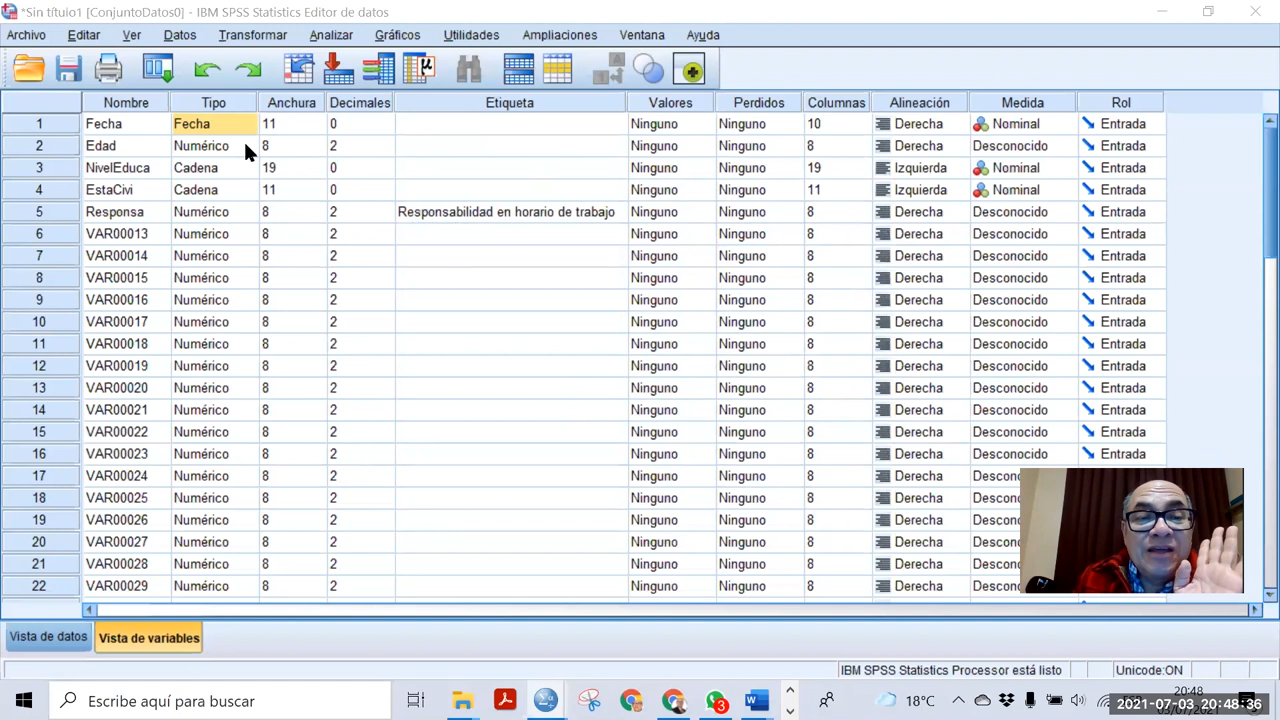 *Sin título1 [ConjuntoDatos0] - IBM SPSS Statistics Editor de datos
Archivo Editar Ver Datos Transformar Analizar Gráficos Utilidades Ampliaciones Ventana Ayuda
Nombre Tipo Anchura Decimales Etiqueta Valores Perdidos Columnas Alineación Medida Rol
1 Fecha Fecha 11 0 Ninguno Ninguno 10 Derecha Nominal Entrada
2 Edad Numérico 8 2 Ninguno Ninguno 8 Derecha Desconocido Entrada
3 NivelEduca Cadena 19 0 Ninguno Ninguno 19 Izquierda Nominal Entrada
4 EstaCivi Cadena 11 0 Ninguno Ninguno 11 Izquierda Nominal Entrada
5 Responsa Numérico 8 2 Responsabilidad en horario de trabajo Ninguno Ninguno 8 Derecha Desconocido Entrada
6 VAR00013 Numérico 8 2 Ninguno Ninguno 8 Derecha Desconocido Entrada
7 VAR00014 Numérico 8 2 Ninguno Ninguno 8 Derecha Desconocido Entrada
8 VAR00015 Numérico 8 2 Ninguno Ninguno 8 Derecha Desconocido Entrada
9 VAR00016 Numérico 8 2 Ninguno Ninguno 8 Derecha Desconocido Entrada
10 VAR00017 Numérico 8 2 Ninguno Ninguno 8 Derecha Desconocido Entrada
11 VAR00018 Numérico 8 2 Ninguno Ninguno 8 Derecha Desconocido Entrada
12 VAR00019 Numérico 8 2 Ninguno Ninguno 8 Derecha Desconocido Entrada
13 VAR00020 Numérico 8 2 Ninguno Ninguno 8 Derecha Desconocido Entrada
14 VAR00021 Numérico 8 2 Ninguno Ninguno 8 Derecha Desconocido Entrada
15 VAR00022 Numérico 8 2 Ninguno Ninguno 8 Derecha Desconocido Entrada
16 VAR00023 Numérico 8 2 Ninguno Ninguno 8 Derecha Desconocido Entrada
17 VAR00024 Numérico 8 2 Ninguno Ninguno 8 Derecha Descon
18 VAR00025 Numérico 8 2 Ninguno Ninguno 8 Derecha Descon
19 VAR00026 Numérico 8 2 Ninguno Ninguno 8 Derecha Descon
20 VAR00027 Numérico 8 2 Ninguno Ninguno 8 Derecha Descon
21 VAR00028 Numérico 8 2 Ninguno Ninguno 8 Derecha Descon
22 VAR00029 Numérico 8 2 Ninguno Ninguno 8 Derecha Descon
Vista de datos Vista de variables
IBM SPSS Statistics Processor está listo Unicode:ON
Escribe aquí para buscar 3 18°C 20:48
2021-07-03 20:48:36